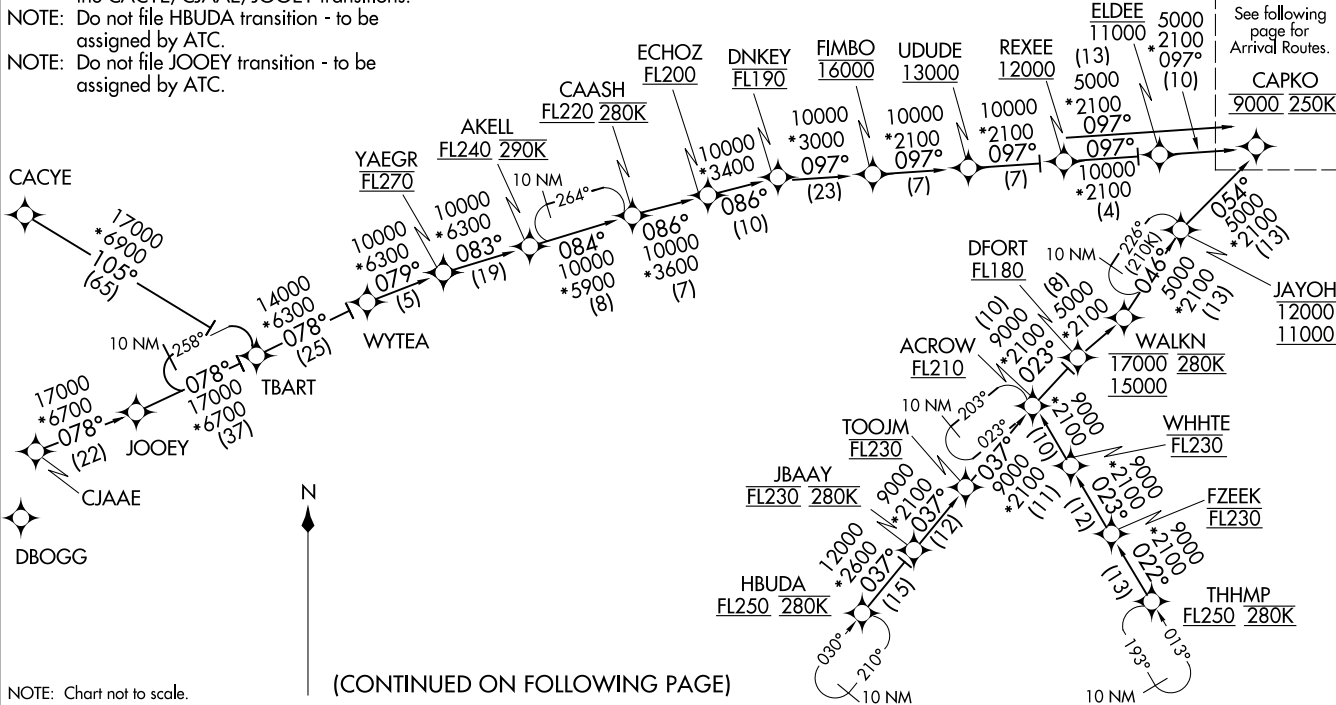 the CACYE, CJAAE, JOOEY transitions.
NOTE: Do not file HBUDA transition - to be
assigned by ATC.
NOTE: Do not file JOOEY transition - to be
assigned by ATC.
See following
page for
Arrival Routes.
CAPKO
9000 250K
ELDEE
11000
5000
*2100
097°
(10)
REXEE
12000
(13)
5000
*2100
097°
097°
10000
*2100
(4)
UDUDE
13000
10000
*2100
097°
(7)
FIMBO
16000
10000
*2100
097°
(7)
DNKEY
FL190
10000
*3000
097°
(23)
ECHOZ
FL200
10000
*3400
086°
(10)
CAASH
FL220 280K
086°
10000
*3600
(7)
AKELL
FL240 290K
10 NM
264°
084°
10000
*5900
(8)
YAEGR
FL270
10000
*6300
083°
(19)
10000
*6300
079°
(5)
WYTEA
CACYE
17000
*6900
105°
(65)
14000
*6300
078°
(25)
TBART
10 NM
258°
078°
17000
*6700
(37)
JOOEY
17000
*6700
078°
(22)
CJAAE
DBOGG
N
054°
5000
*2100
(13)
JAYOH
12000
11000
10 NM
226°
(210K)
046°
5000
*2100
(13)
WALKN
17000 280K
15000
DFORT
FL180
(8)
5000
*2100
(10)
9000
*2100
023°
ACROW
FL210
10 NM
203°
023°
TOOJM
FL230
037°
9000
*2100
(11)
JBAAY
FL230 280K
9000
*2100
037°
(12)
HBUDA
FL250 280K
12000
*2600
037°
(15)
030°
210°
10 NM
9000
*2100
(10)
WHHTE
FL230
9000
*2100
023°
(12)
FZEEK
FL230
9000
*2100
022°
(13)
THHMP
FL250 280K
193°
013°
10 NM
NOTE: Chart not to scale.
(CONTINUED ON FOLLOWING PAGE)